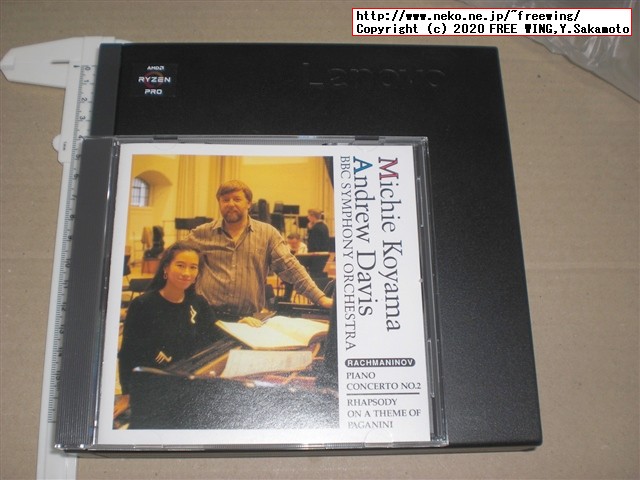 http://www.neko.ne.jp/~freewing/
Copyright (c) 2020 FREE WING,Y.Sakamoto
AMD
RYZEN
PRO
Lenovo
Michie Koyama
Andrew Davis
BBC SYMPHONY ORCHESTRA
RACHMANINOV
PIANO
CONCERTO NO.2
RHAPSODY
ON A THEME OF
PAGANINI